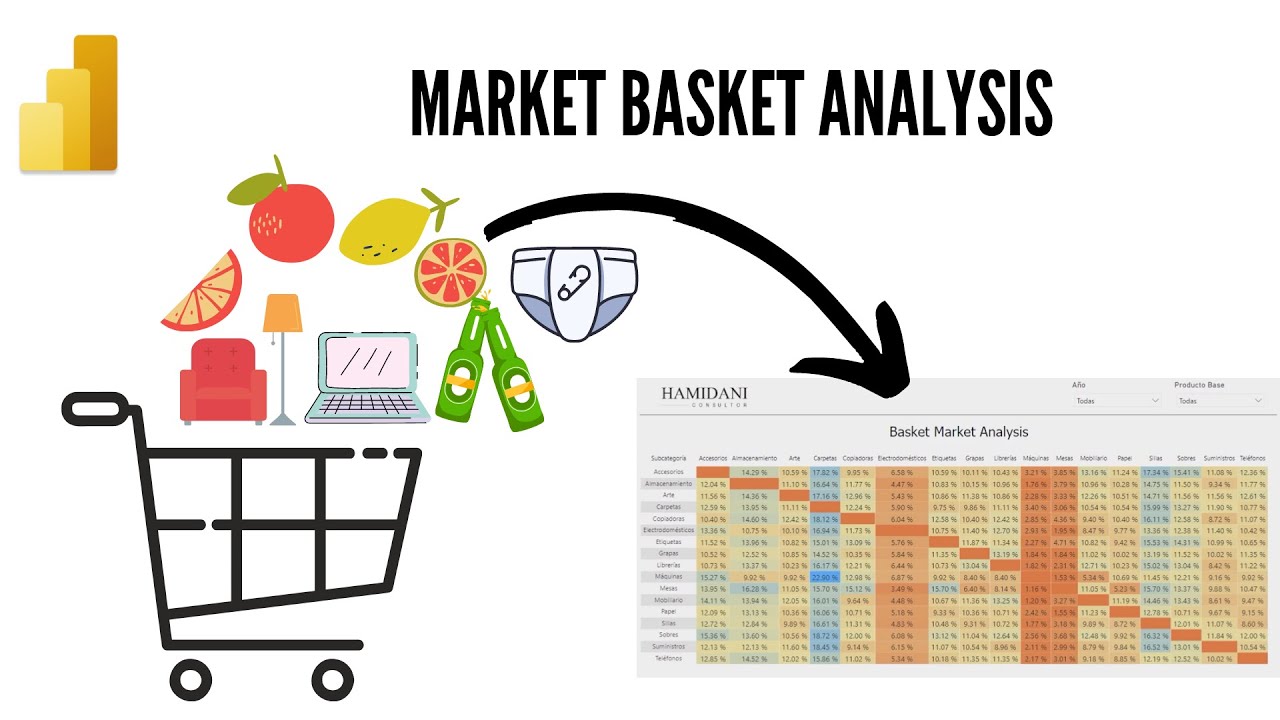 MARKET BASKET ANALYSIS
HAMIDANI
CONSULTOR
Año
Todas
Producto Base
Todas
Basket Market Analysis
Subcategoría Accesorios Almacenamiento Arte Carpetas Copiadoras Electrodomésticos Etiquetas Grapas Librerías Máquinas Mesas Mobiliario Papel Sillas Sobres Suministros Teléfonos
Accesorios 14.29 % 10.59 % 17.82 % 9.95 % 6.58 % 10.59 % 10.11 % 10.43 % 3.21 % 3.85 % 13.16 % 11.24 % 17.34 % 15.41 % 11.08 % 12.36 %
Almacenamiento 12.04 % 11.10 % 16.64 % 11.77 % 4.47 % 10.83 % 10.15 % 10.96 % 1.76 % 3.79 % 10.96 % 10.28 % 14.75 % 11.50 % 9.34 % 11.77 %
Arte 11.56 % 14.36 % 17.16 % 12.96 % 5.43 % 10.86 % 11.38 % 10.86 % 2.28 % 3.33 % 12.26 % 10.51 % 14.71 % 11.56 % 11.56 % 12.61 %
Carpetas 12.59 % 13.95 % 11.11 % 12.24 % 5.90 % 9.75 % 9.86 % 11.11 % 3.40 % 3.06 % 10.54 % 10.54 % 15.99 % 13.27 % 11.90 % 10.77 %
Copiadoras 10.40 % 14.60 % 12.42 % 18.12 % 6.04 % 12.58 % 10.40 % 12.42 % 2.85 % 4.36 % 9.40 % 10.40 % 16.11 % 12.58 % 8.72 % 11.07 %
Electrodomésticos 13.36 % 10.75 % 10.10 % 16.94 % 11.73 % 10.75 % 11.40 % 12.70 % 2.93 % 1.95 % 8.47 % 9.77 % 13.36 % 12.38 % 11.40 % 10.42 %
Etiquetas 11.52 % 13.96 % 10.82 % 15.01 % 13.09 % 5.76 % 11.87 % 11.34 % 2.27 % 4.71 % 10.82 % 9.42 % 15.53 % 14.31 % 10.99 % 10.65 %
Grapas 10.52 % 12.52 % 10.85 % 14.52 % 10.35 % 5.84 % 11.35 % 13.19 % 1.84 % 1.84 % 11.02 % 10.02 % 13.19 % 11.52 % 11.02 % 11.35 %
Librerías 10.73 % 13.37 % 10.23 % 16.17 % 12.21 % 6.44 % 10.73 % 13.04 % 1.82 % 2.31 % 12.71 % 10.23 % 15.02 % 13.04 % 8.42 % 11.22 %
Máquinas 15.27 % 9.92 % 9.92 % 22.90 % 12.98 % 6.87 % 9.92 % 8.40 % 8.40 % 1.53 % 5.34 % 10.69 % 11.45 % 12.21 % 9.16 % 9.92 %
Mesas 13.95 % 16.28 % 11.05 % 15.70 % 15.12 % 3.49 % 15.70 % 6.40 % 8.14 % 1.16 % 11.05 % 5.23 % 15.70 % 13.37 % 9.88 % 10.47 %
Mobiliario 14.11 % 13.94 % 12.05 % 16.01 % 9.64 % 4.48 % 10.67 % 11.36 % 13.25 % 1.20 % 3.27 % 11.19 % 14.46 % 13.43 % 8.61 % 9.47 %
Papel 12.09 % 13.13 % 10.36 % 16.06 % 10.71 % 5.18 % 9.33 % 10.36 % 10.71 % 2.42 % 1.55 % 11.23 % 12.78 % 10.71 % 9.67 % 9.15 %
Sillas 12.72 % 12.84 % 9.89 % 16.61 % 11.31 % 4.83 % 10.48 % 9.31 % 10.72 % 1.77 % 3.18 % 9.89 % 8.72 % 12.01 % 11.07 % 8.60 %
Sobres 15.36 % 13.60 % 10.56 % 18.72 % 12.00 % 6.08 % 13.12 % 11.04 % 12.64 % 2.56 % 3.68 % 12.48 % 9.92 % 16.32 % 11.84 % 12.00 %
Suministros 12.13 % 12.13 % 11.60 % 18.45 % 9.14 % 6.15 % 11.07 % 10.54 % 8.96 % 2.11 % 2.99 % 8.79 % 9.84 % 16.52 % 13.01 % 10.54 %
Teléfonos 12.85 % 14.52 % 12.02 % 15.86 % 11.02 % 5.34 % 10.18 % 11.35 % 11.35 % 2.17 % 3.01 % 9.18 % 8.85 % 12.19 % 12.52 % 10.02 %